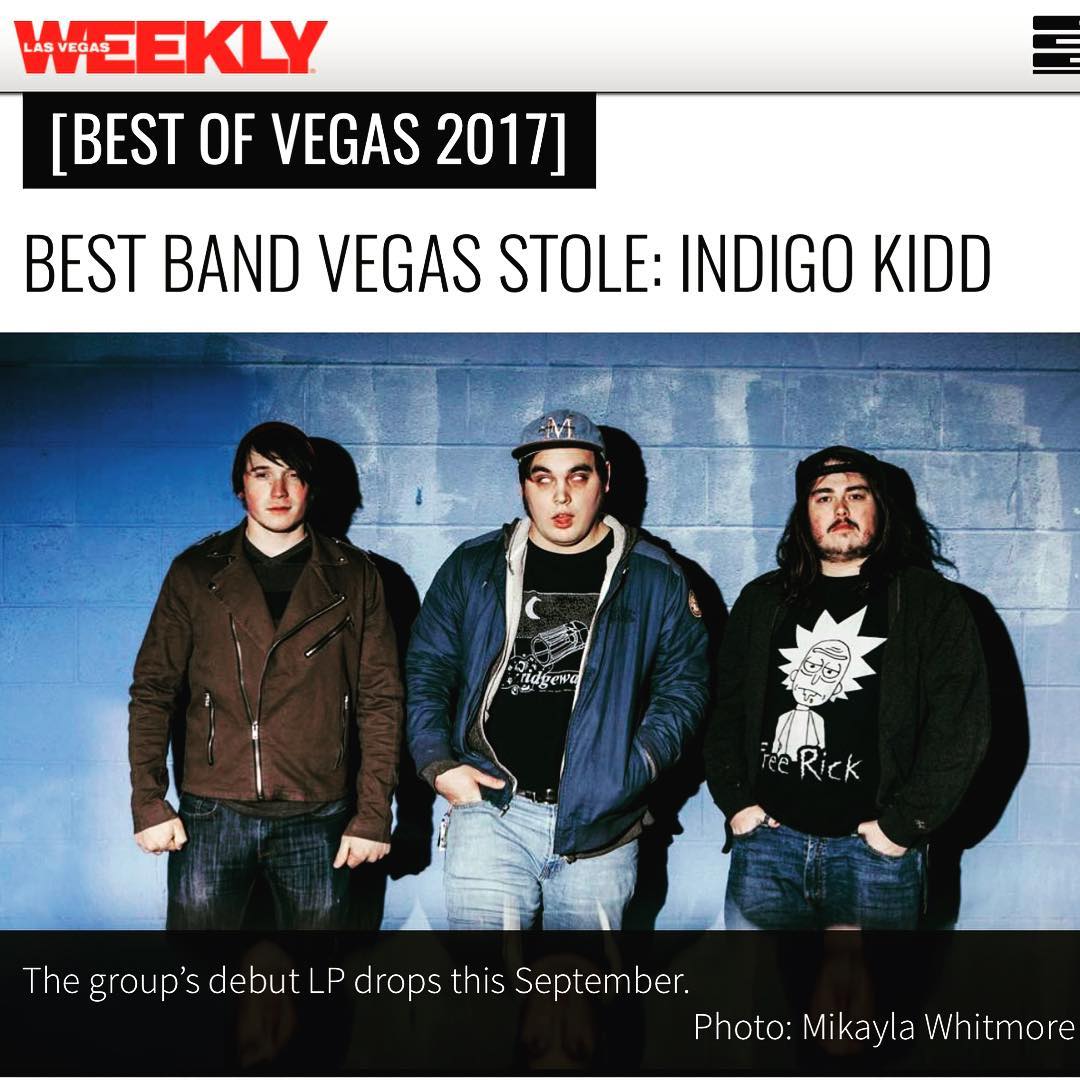 LAS VEGAS
WEEKLY
[BEST OF VEGAS 2017]
BEST BAND VEGAS STOLE: INDIGO KIDD
M
Free Rick
The group's debut LP drops this September.
Photo: Mikayla Whitmore